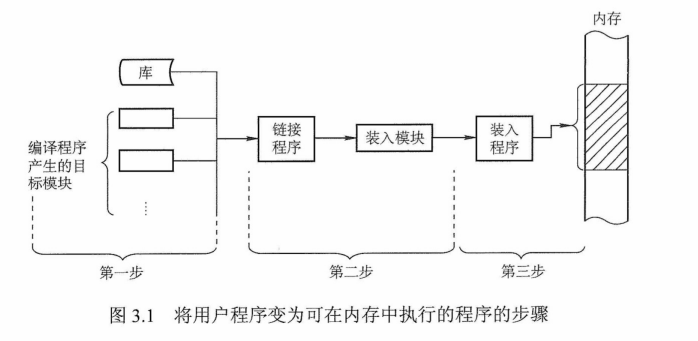 内存
库
编译程序
产生的目
标模块
⋮
链接
程序
装入模块
装入
程序
第一步
第二步
第三步
图 3.1 将用户程序变为可在内存中执行的程序的步骤